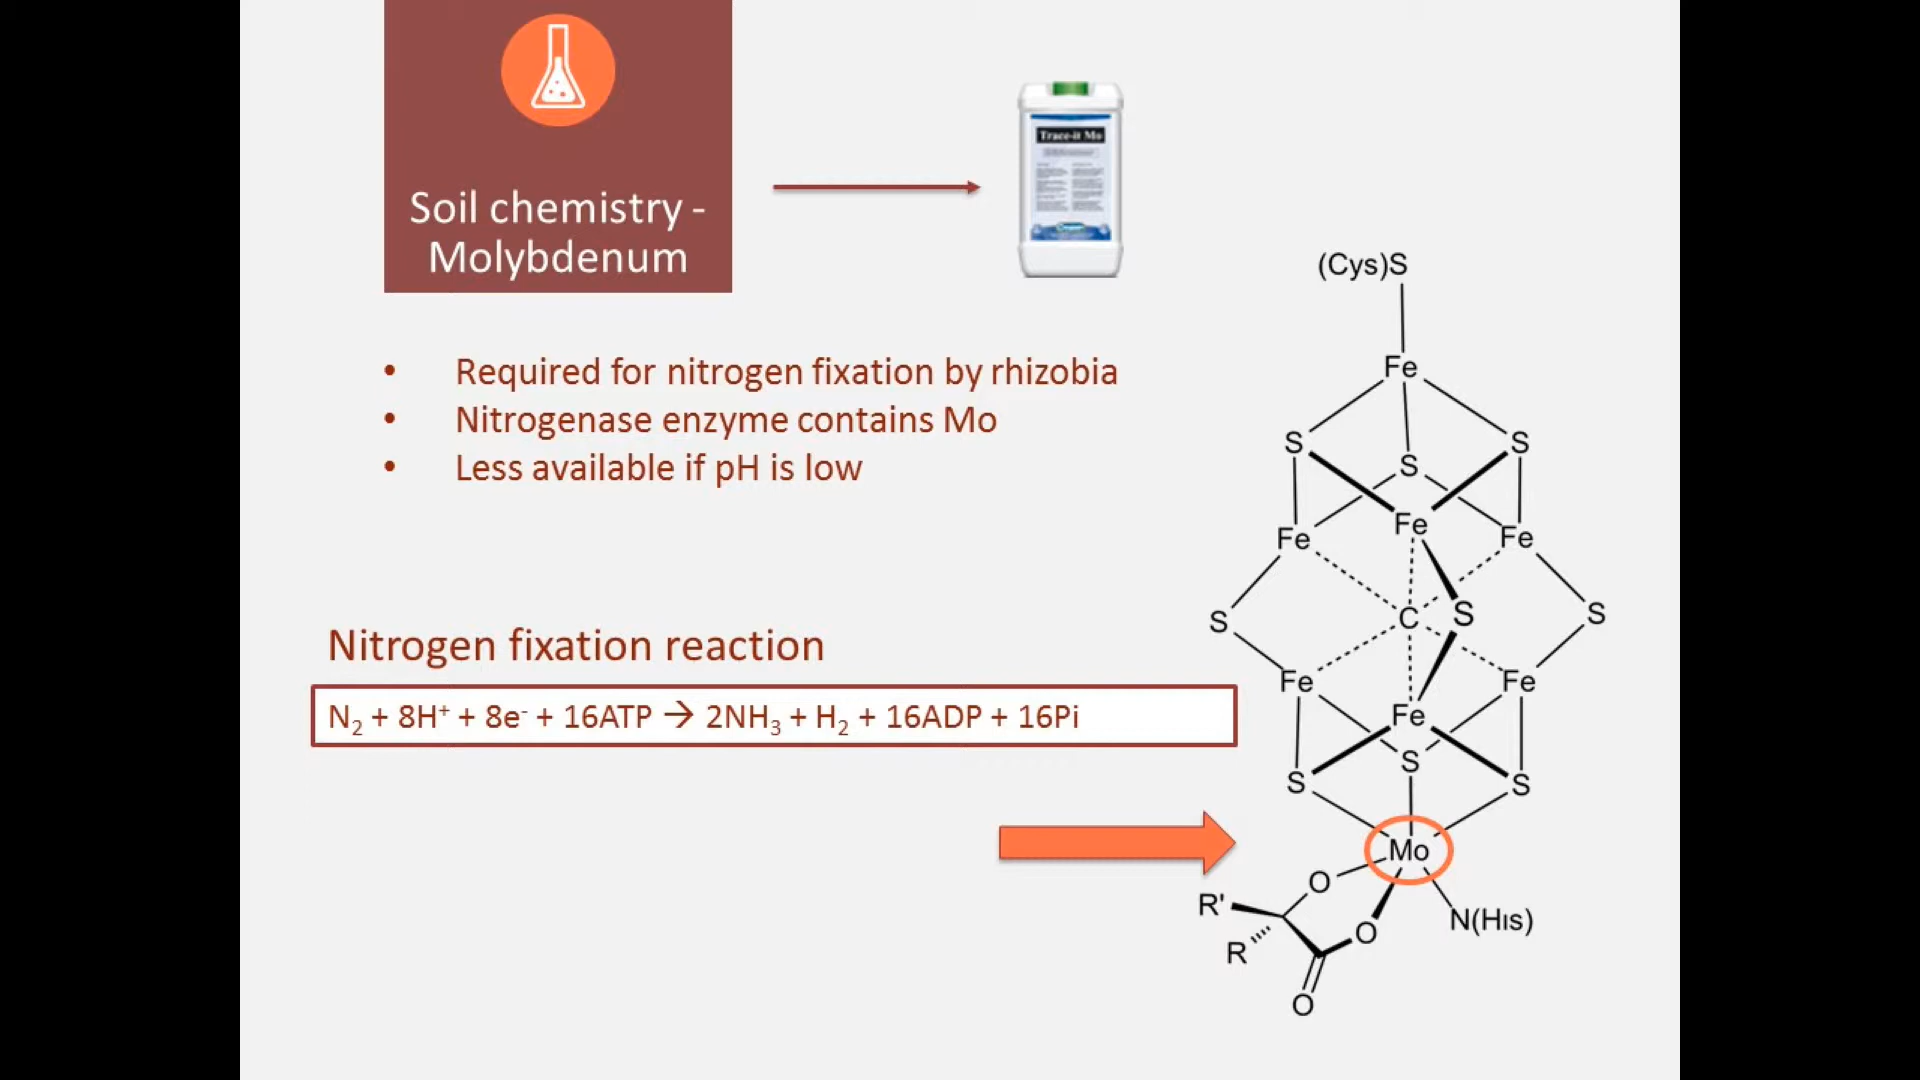 Soil chemistry -
Molybdenum
Trace-it Mo
• Required for nitrogen fixation by rhizobia
• Nitrogenase enzyme contains Mo
• Less available if pH is low
Nitrogen fixation reaction
N₂ + 8H⁺ + 8e⁻ + 16ATP → 2NH₃ + H₂ + 16ADP + 16Pi
(Cys)S
Fe
S S
S
Fe Fe Fe
S C S S
Fe Fe
Fe
S
S S
Mo
O
R' N(His)
R O
O